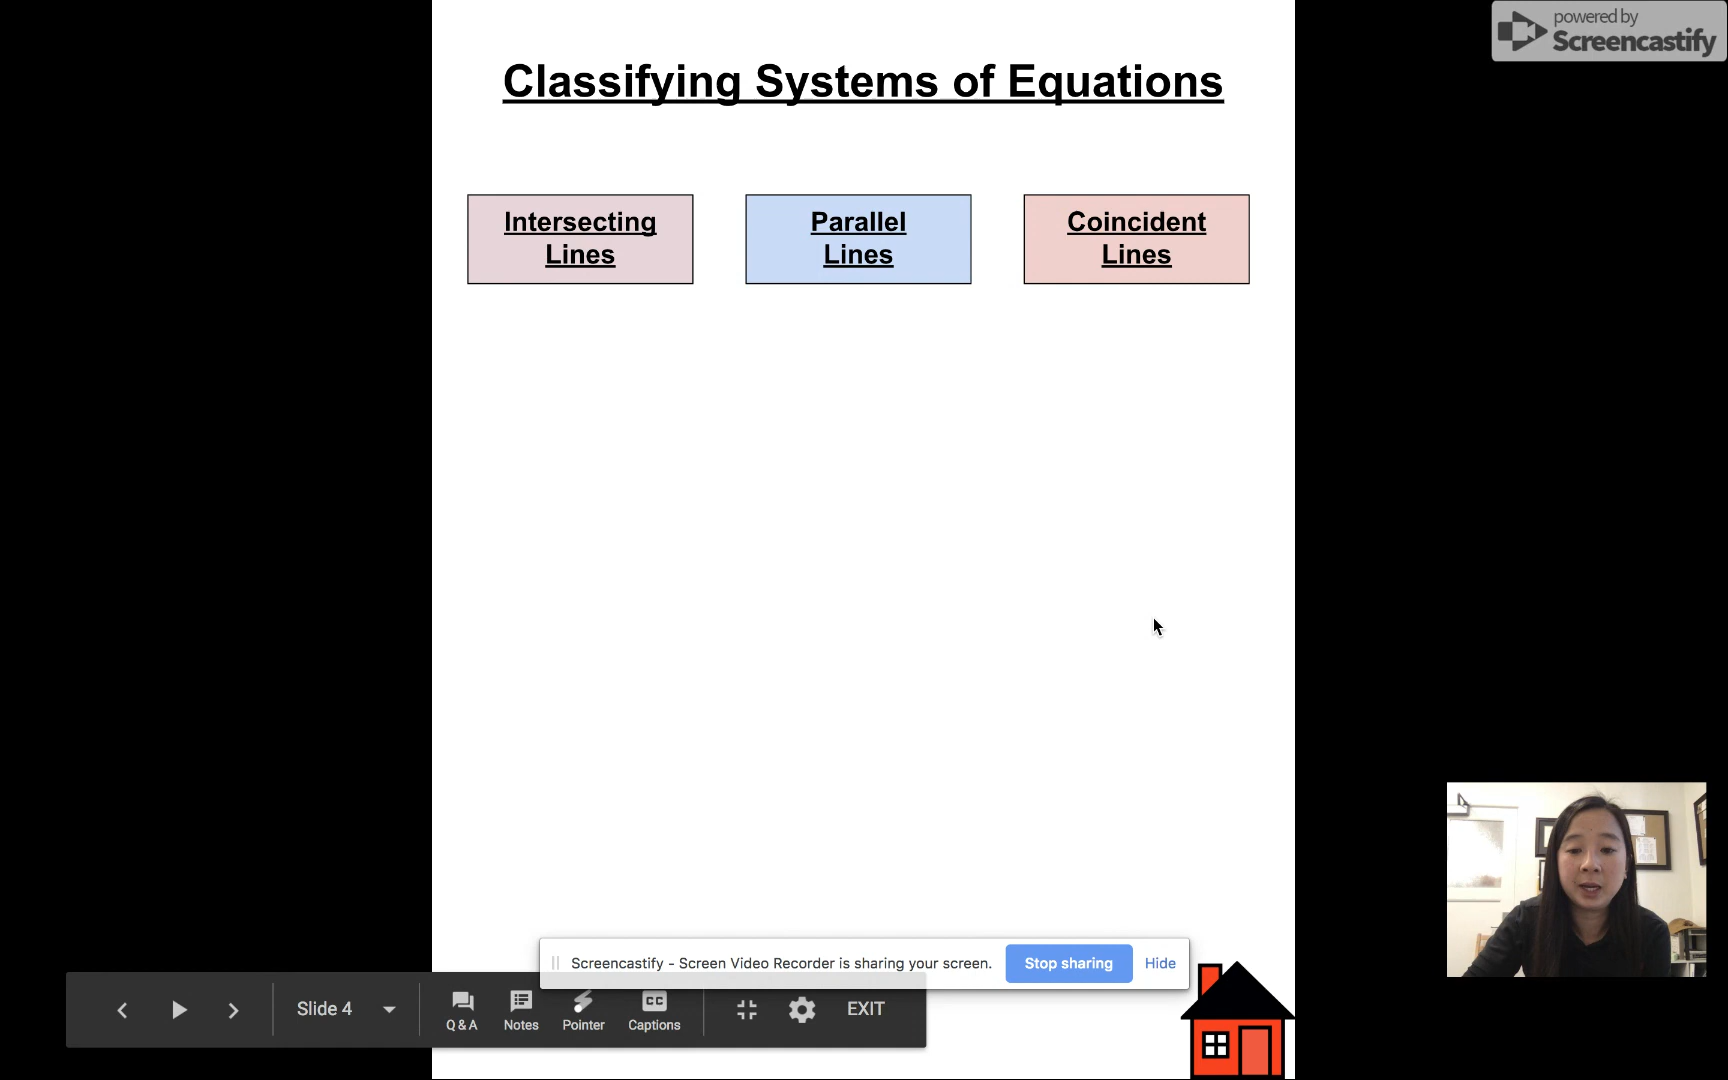 powered by
Screencastify
Classifying Systems of Equations
Intersecting
Lines
Parallel
Lines
Coincident
Lines
Screencastify - Screen Video Recorder is sharing your screen.
Stop sharing
Hide
Slide 4
Q & A
Notes
Pointer
CC
Captions
EXIT